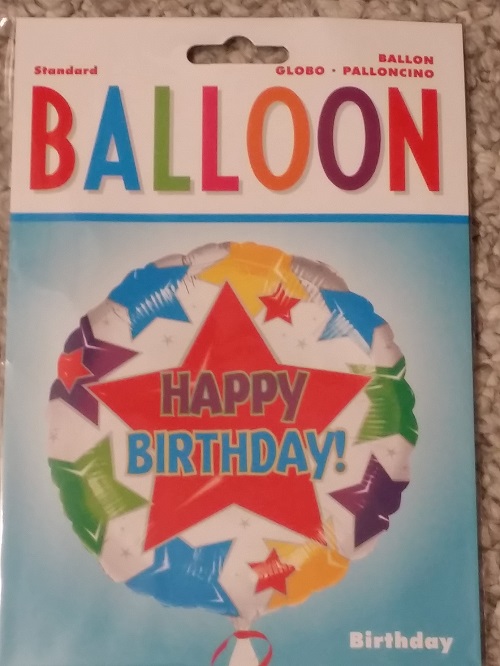 Standard
BALLON
GLOBO • PALLONCINO
BALLOON
HAPPY
BIRTHDAY!
Birthday